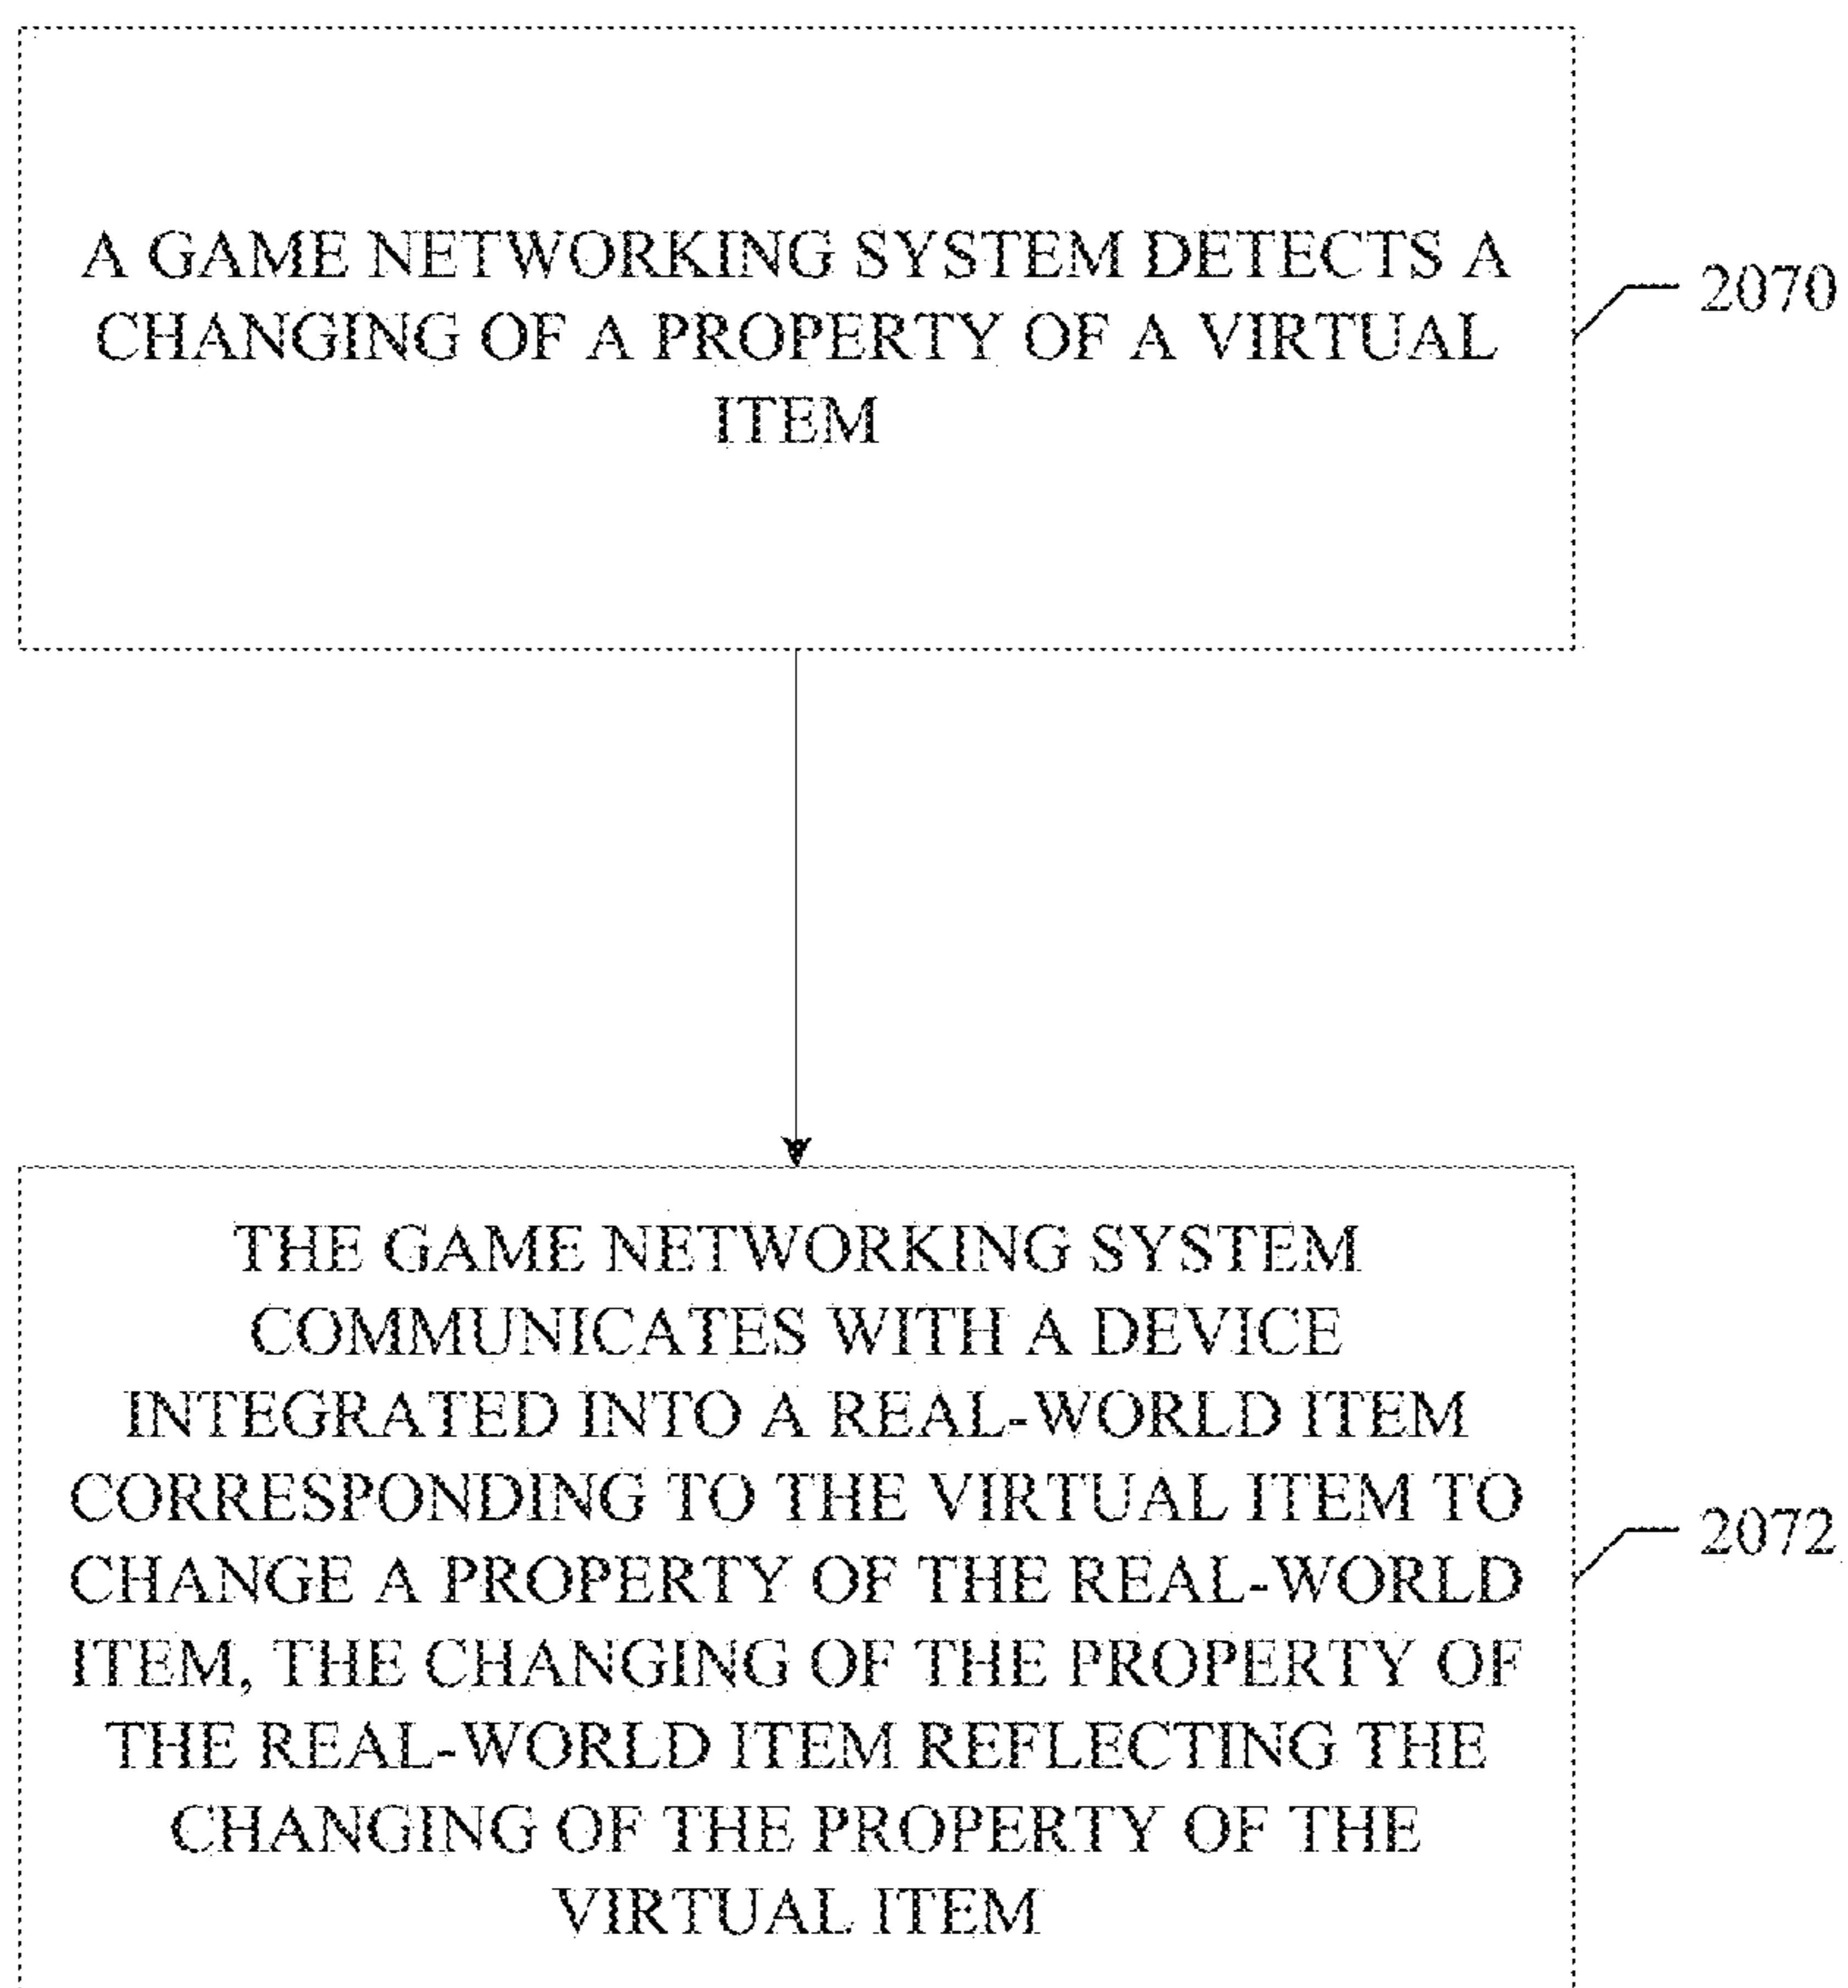 A GAME NETWORKING SYSTEM DETECTS A
CHANGING OF A PROPERTY OF A VIRTUAL
ITEM
2070
THE GAME NETWORKING SYSTEM
COMMUNICATES WITH A DEVICE
INTEGRATED INTO A REAL-WORLD ITEM
CORRESPONDING TO THE VIRTUAL ITEM TO
CHANGE A PROPERTY OF THE REAL-WORLD
ITEM, THE CHANGING OF THE PROPERTY OF
THE REAL-WORLD ITEM REFLECTING THE
CHANGING OF THE PROPERTY OF THE
VIRTUAL ITEM
2072